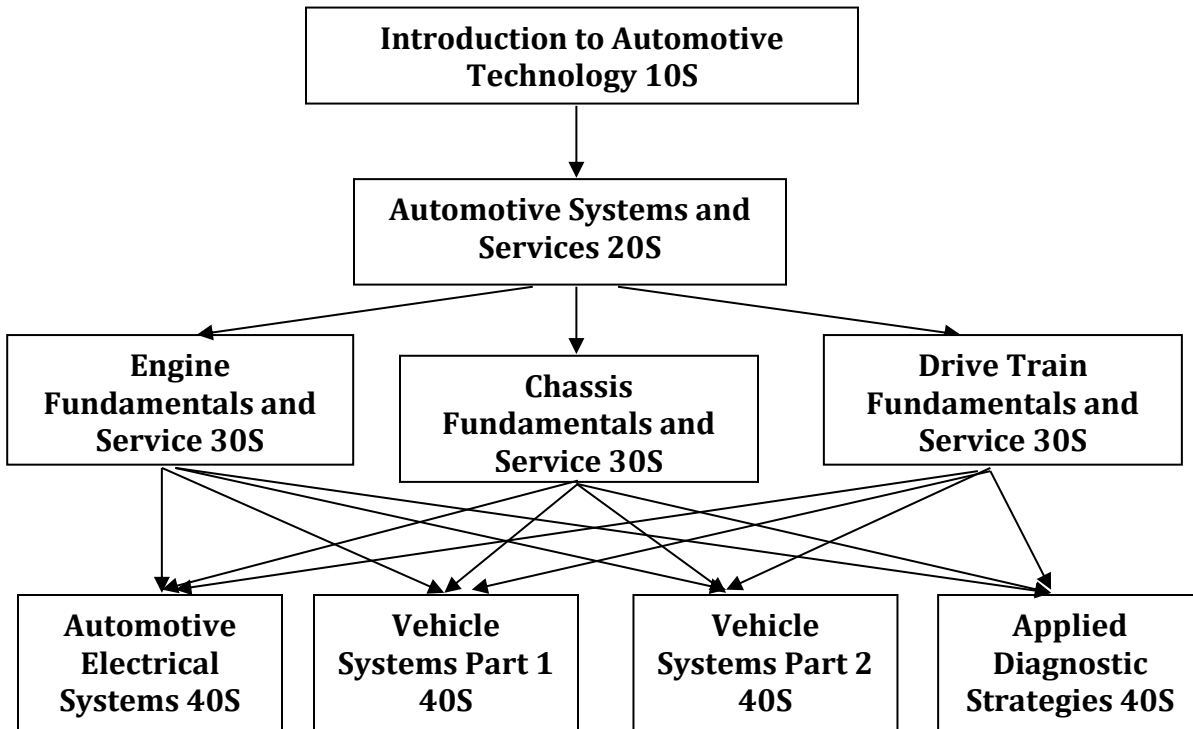 Introduction to Automotive
Technology 10S
Automotive Systems and
Services 20S
Engine
Fundamentals and
Service 30S
Chassis
Fundamentals and
Service 30S
Drive Train
Fundamentals and
Service 30S
Automotive
Electrical
Systems 40S
Vehicle
Systems Part 1
40S
Vehicle
Systems Part 2
40S
Applied
Diagnostic
Strategies 40S